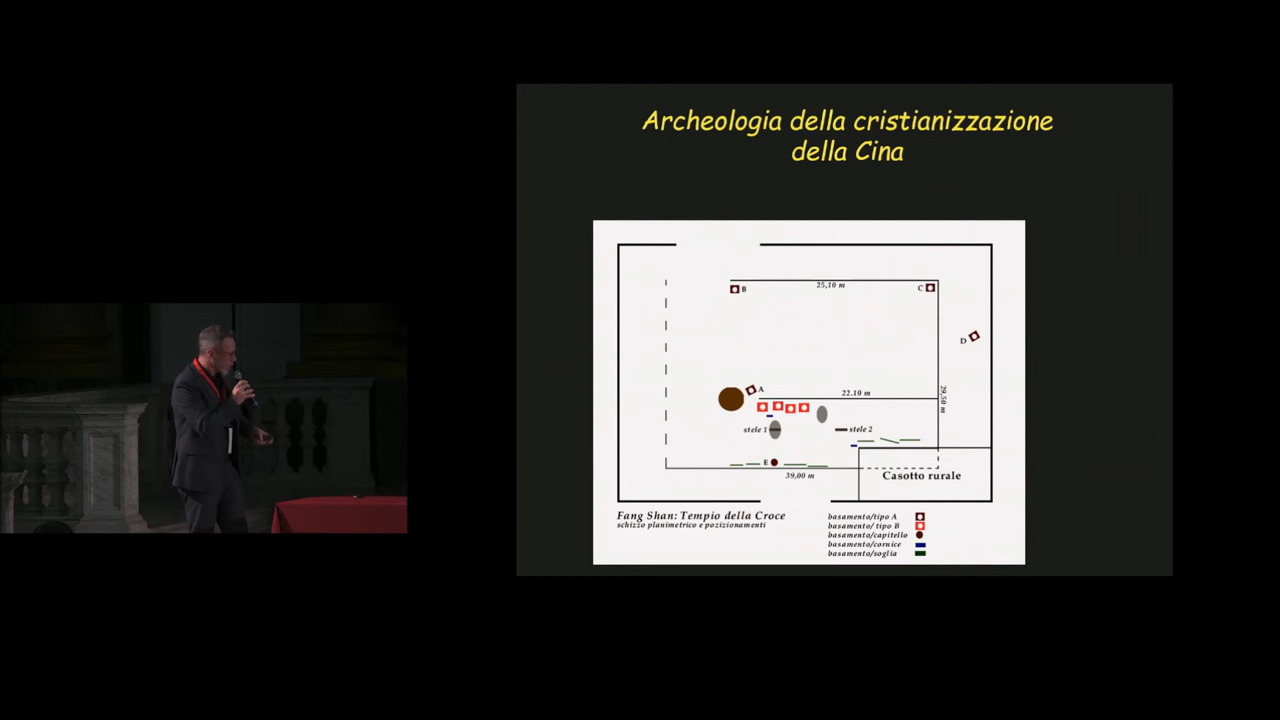 Archeologia della cristianizzazione
della Cina
25,10 m
B
C
D
A
22.10 m
29,50 m
stele 1
stele 2
E
39,00 m
Casotto rurale
Fang Shan: Tempio della Croce
schizzo planimetrico e pozizionamenti
basamento/tipo A
basamento/ tipo B
basamento/capitello
basamento/cornice
basamento/soglia